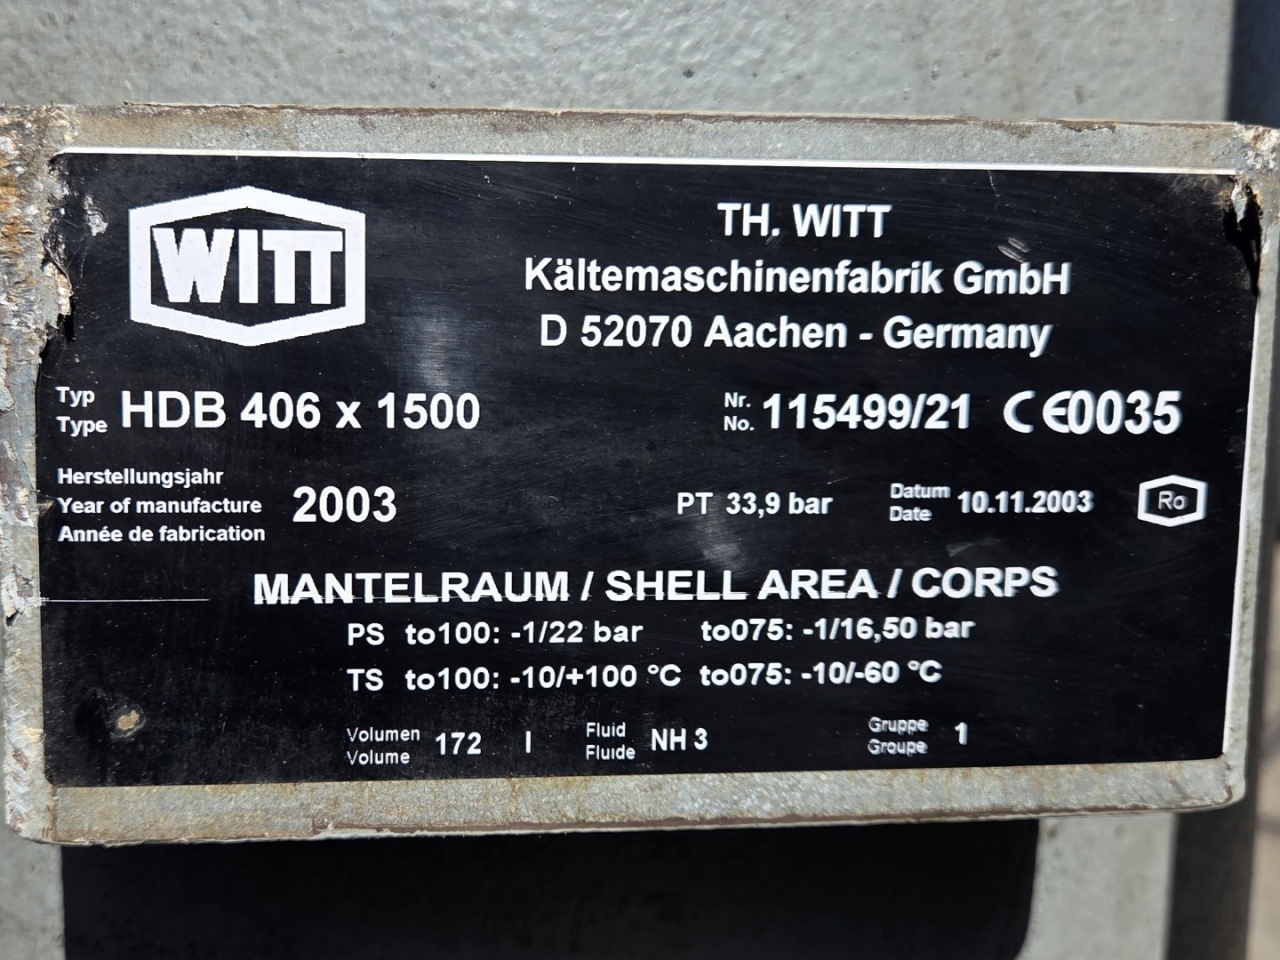 WITT
TH. WITT
Kältemaschinenfabrik GmbH
D 52070 Aachen - Germany
Typ
Type HDB 406 x 1500
Nr.
No. 115499/21 CE0035
Herstellungsjahr
Year of manufacture 2003
Année de fabrication
PT 33,9 bar
Datum
Date 10.11.2003
Ro
MANTELRAUM / SHELL AREA / CORPS
PS to100: -1/22 bar to075: -1/16,50 bar
TS to100: -10/+100 °C to075: -10/-60 °C
Volumen
Volume 172 l
Fluid
Fluide NH 3
Gruppe
Groupe 1